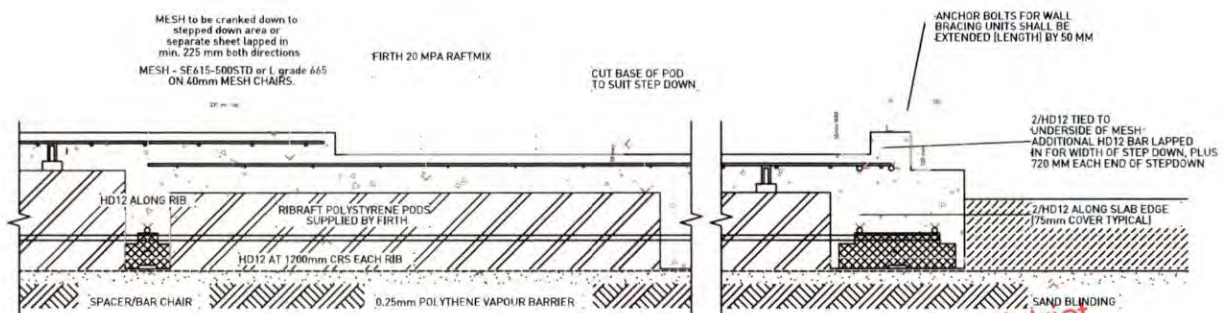 MESH to be cranked down to
stepped down area or
separate sheet lapped in
min. 225 mm both directions
MESH - SE615-500STD or L grade 665
ON 40mm MESH CHAIRS.
FIRTH 20 MPA RAFTMIX
CUT BASE OF POD
TO SUIT STEP DOWN
ANCHOR BOLTS FOR WALL
BRACING UNITS SHALL BE
EXTENDED (LENGTH) BY 50 MM
2/HD12 TIED TO
UNDERSIDE OF MESH
ADDITIONAL HD12 BAR LAPPED
IN FOR WIDTH OF STEP DOWN, PLUS
720 MM EACH END OF STEPDOWN
HD12 ALONG RIB
RIBRAFT POLYSTYRENE PODS
SUPPLIED BY FIRTH
2/HD12 ALONG SLAB EDGE
(75mm COVER TYPICAL)
HD12 AT 1200mm CRS EACH RIB
SPACER/BAR CHAIR
0.25mm POLYTHENE VAPOUR BARRIER
SAND BLINDING